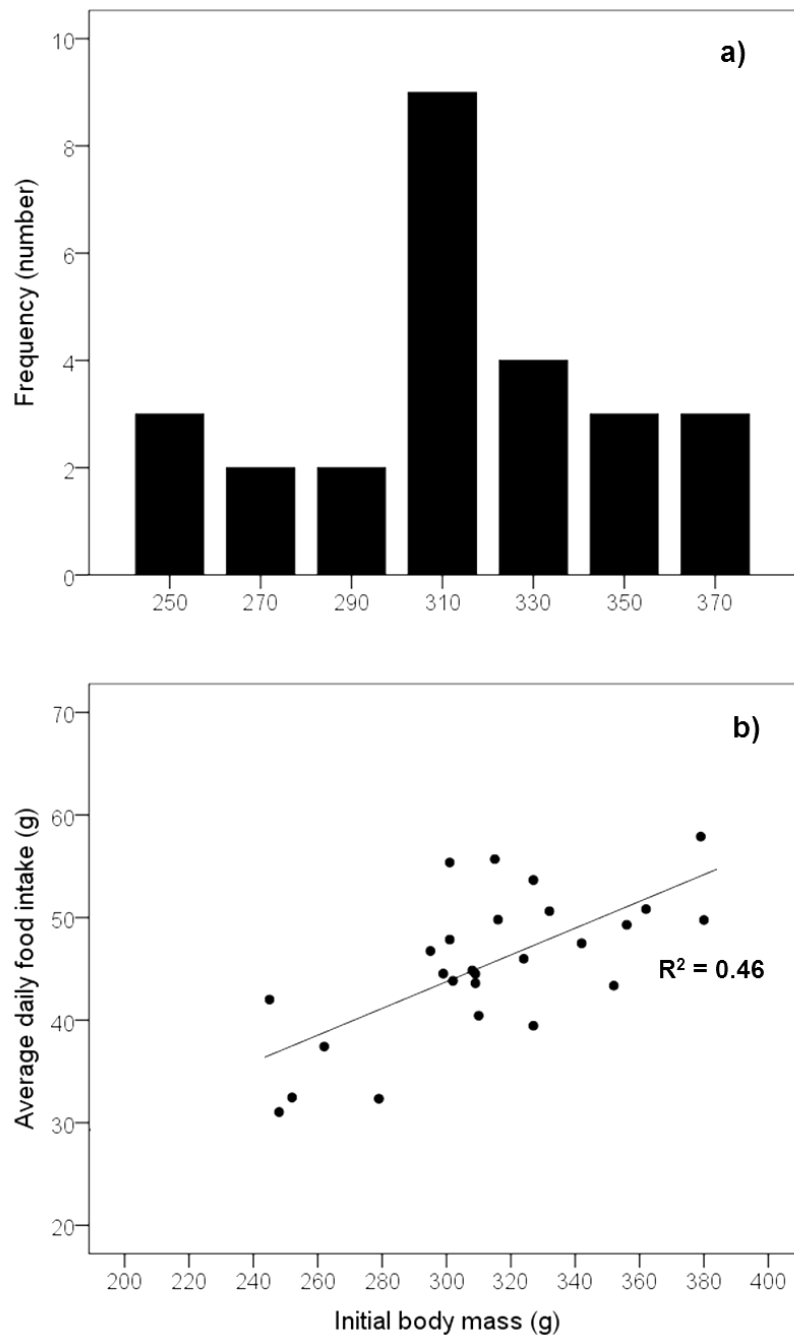 a)
Frequency (number)
10
8
6
4
2
0
250 270 290 310 330 350 370
b)
Average daily food intake (g)
70
60
50
40
30
20
R² = 0.46
200 220 240 260 280 300 320 340 360 380 400
Initial body mass (g)